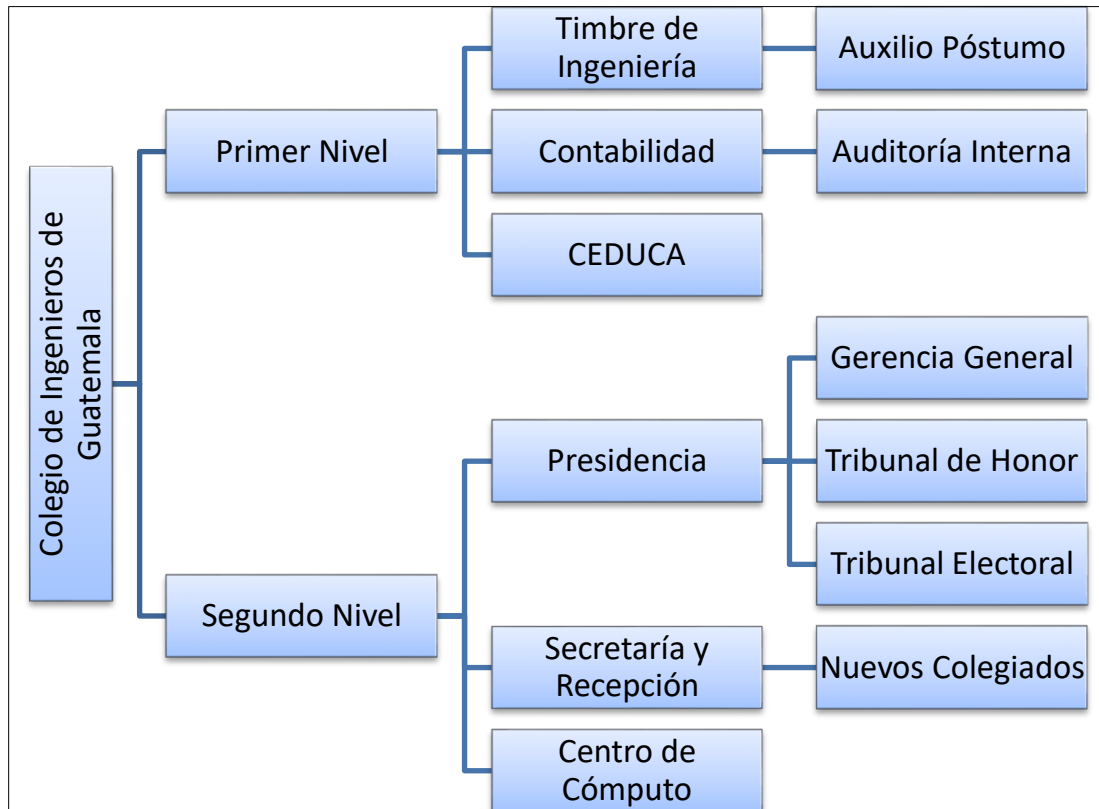 Colegio de Ingenieros de
Guatemala
Primer Nivel
Timbre de
Ingeniería
Auxilio Póstumo
Contabilidad
Auditoría Interna
CEDUCA
Segundo Nivel
Presidencia
Gerencia General
Tribunal de Honor
Tribunal Electoral
Secretaría y
Recepción
Nuevos Colegiados
Centro de
Cómputo